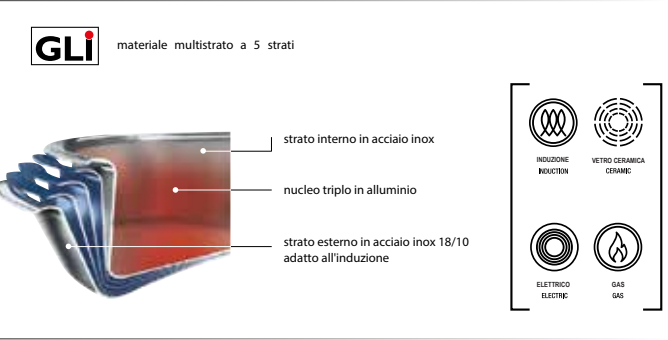 GLi
materiale multistrato a 5 strati
strato interno in acciaio inox
nucleo triplo in alluminio
strato esterno in acciaio inox 18/10
adatto all'induzione
INDUZIONE
INDUCTION
VETRO CERAMICA
CERAMIC
ELETTRICO
ELECTRIC
GAS
GAS